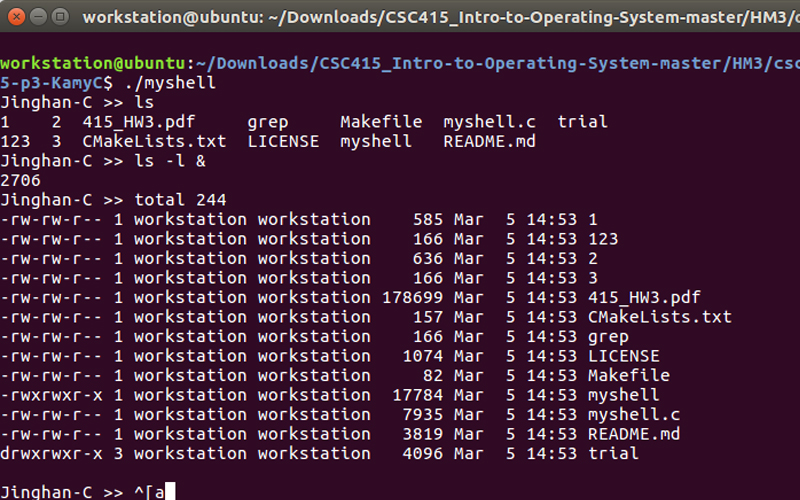 workstation@ubuntu: ~/Downloads/CSC415_Intro-to-Operating-System-master/HM3/c
workstation@ubuntu:~/Downloads/CSC415_Intro-to-Operating-System-master/HM3/csc
5-p3-KamyC$ ./myshell
Jinghan-C >> ls
1    2  415_HW3.pdf     grep     Makefile  myshell.c  trial
123  3  CMakeLists.txt  LICENSE  myshell   README.md
Jinghan-C >> ls -l &
2706
Jinghan-C >> total 244
-rw-rw-r-- 1 workstation workstation    585 Mar  5 14:53 1
-rw-rw-r-- 1 workstation workstation    166 Mar  5 14:53 123
-rw-rw-r-- 1 workstation workstation    636 Mar  5 14:53 2
-rw-rw-r-- 1 workstation workstation    166 Mar  5 14:53 3
-rw-rw-r-- 1 workstation workstation 178699 Mar  5 14:53 415_HW3.pdf
-rw-rw-r-- 1 workstation workstation    157 Mar  5 14:53 CMakeLists.txt
-rw-rw-r-- 1 workstation workstation    166 Mar  5 14:53 grep
-rw-rw-r-- 1 workstation workstation   1074 Mar  5 14:53 LICENSE
-rw-rw-r-- 1 workstation workstation     82 Mar  5 14:53 Makefile
-rwxrwxr-x 1 workstation workstation  17784 Mar  5 14:53 myshell
-rw-rw-r-- 1 workstation workstation   7935 Mar  5 14:53 myshell.c
-rw-rw-r-- 1 workstation workstation   3819 Mar  5 14:53 README.md
drwxrwxr-x 3 workstation workstation   4096 Mar  5 14:53 trial
Jinghan-C >> ^[a